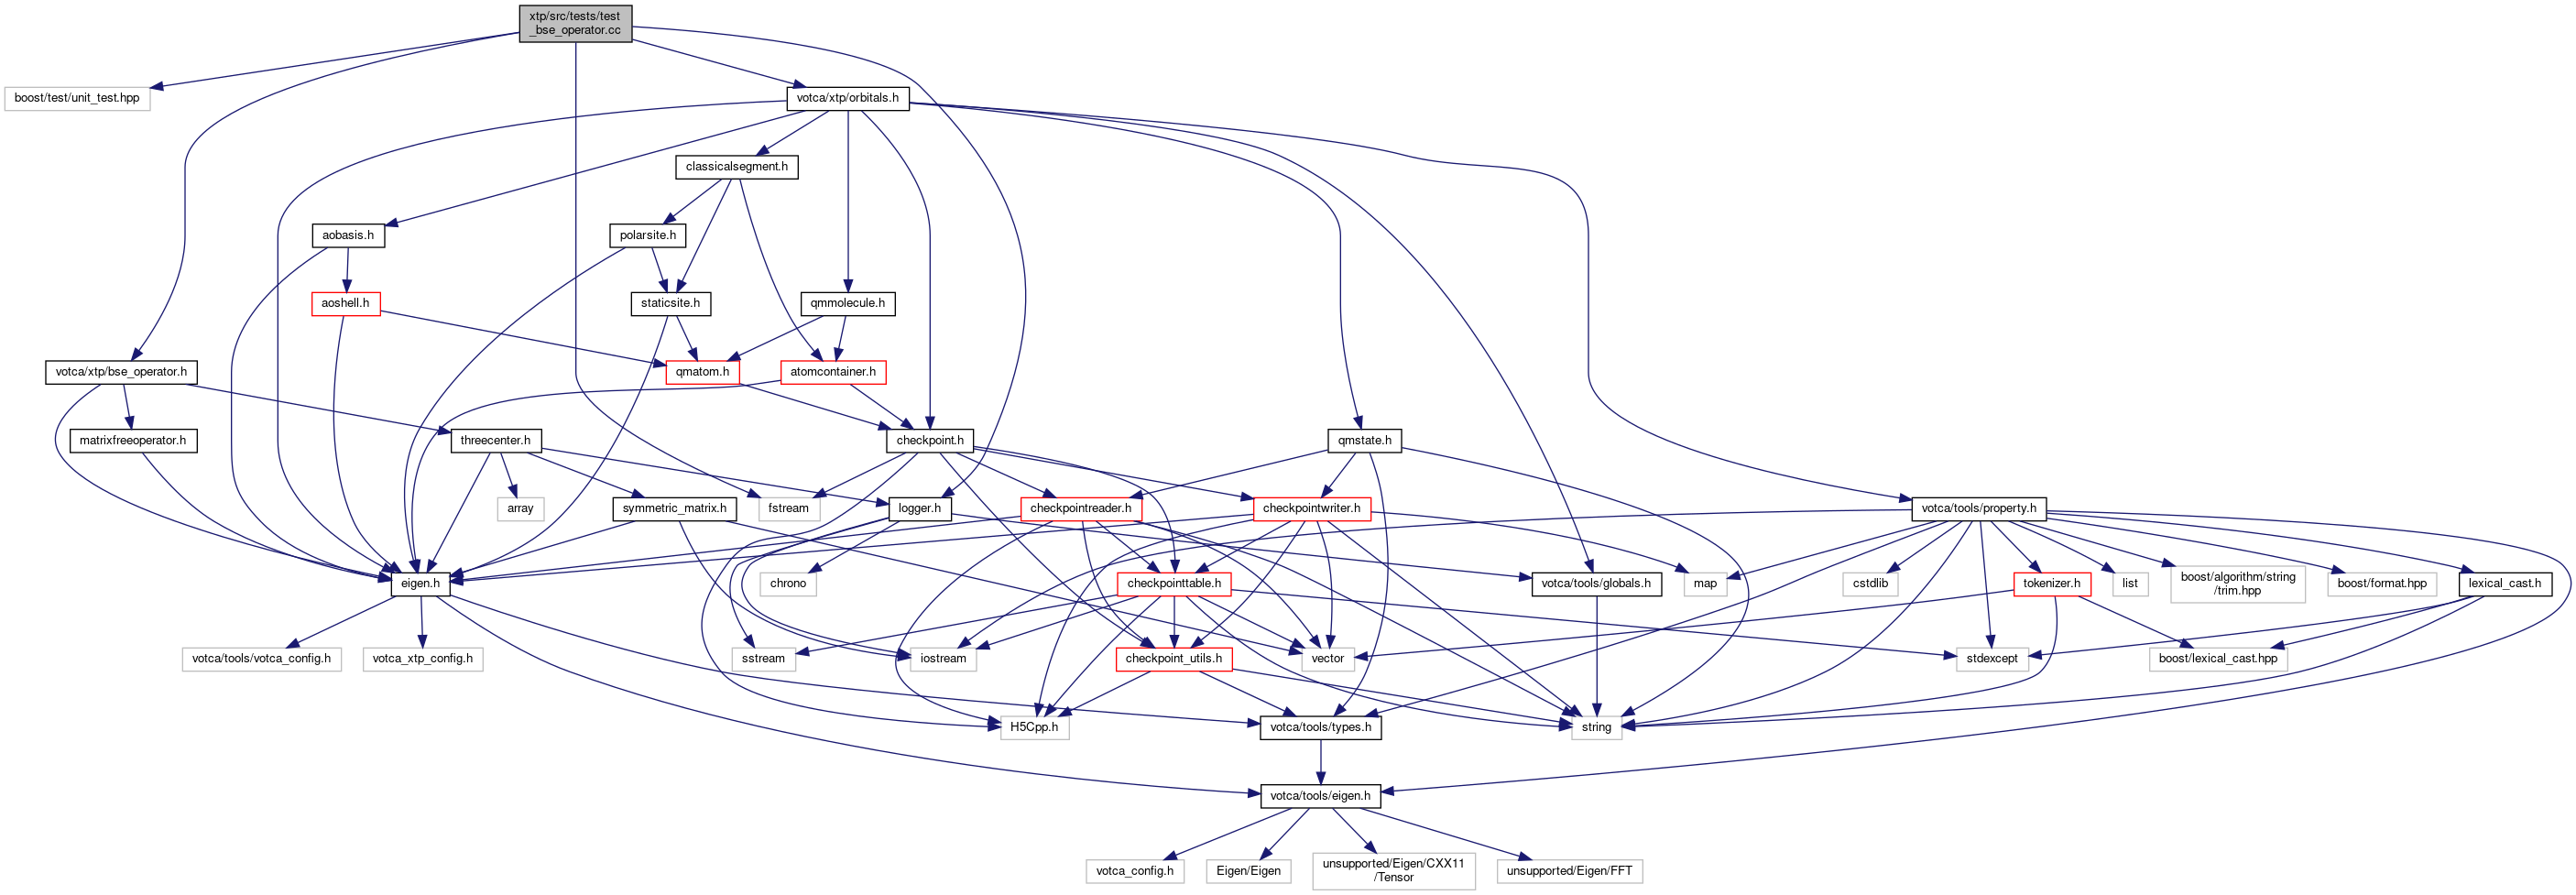 xtp/src/tests/test
_bse_operator.cc
boost/test/unit_test.hpp
votca/xtp/orbitals.h
classicalsegment.h
aobasis.h
polarsite.h
aoshell.h
staticsite.h
qmmolecule.h
votca/xtp/bse_operator.h
qmatom.h
atomcontainer.h
matrixfreeoperator.h
threecenter.h
checkpoint.h
qmstate.h
array
symmetric_matrix.h
fstream
logger.h
checkpointreader.h
checkpointwriter.h
votca/tools/property.h
eigen.h
chrono
checkpointtable.h
votca/tools/globals.h
map
cstdlib
tokenizer.h
list
boost/algorithm/string
/trim.hpp
boost/format.hpp
lexical_cast.h
votca/tools/votca_config.h
votca_xtp_config.h
sstream
iostream
checkpoint_utils.h
vector
stdexcept
boost/lexical_cast.hpp
H5Cpp.h
votca/tools/types.h
string
votca/tools/eigen.h
votca_config.h
Eigen/Eigen
unsupported/Eigen/CXX11
/Tensor
unsupported/Eigen/FFT